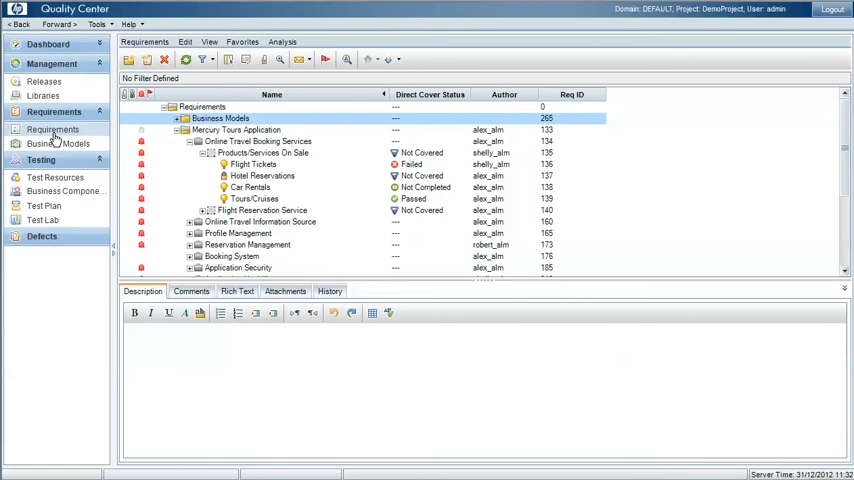 Quality Center
Domain: DEFAULT, Project: DemoProject, User: admin
Logout
< Back
Forward >
Tools
Help
Dashboard
Management
Releases
Libraries
Requirements
Requirements
Business Models
Testing
Test Resources
Business Compone...
Test Plan
Test Lab
Defects
Requirements Edit View Favorites Analysis
No Filter Defined
Name Direct Cover Status Author Req ID
Requirements --- 0
Business Models --- 265
Mercury Tours Application --- alex_alm 133
Online Travel Booking Services --- alex_alm 134
Products/Services On Sale Not Covered shelly_alm 135
Flight Tickets Failed shelly_alm 136
Hotel Reservations Not Covered alex_alm 137
Car Rentals Not Completed alex_alm 138
Tours/Cruises Passed alex_alm 139
Flight Reservation Service Not Covered alex_alm 140
Online Travel Information Source --- alex_alm 160
Profile Management --- alex_alm 165
Reservation Management --- robert_alm 173
Booking System --- alex_alm 176
Application Security --- alex_alm 185
Description Comments Rich Text Attachments History
B I U A ab
Server Time: 31/12/2012 11:32